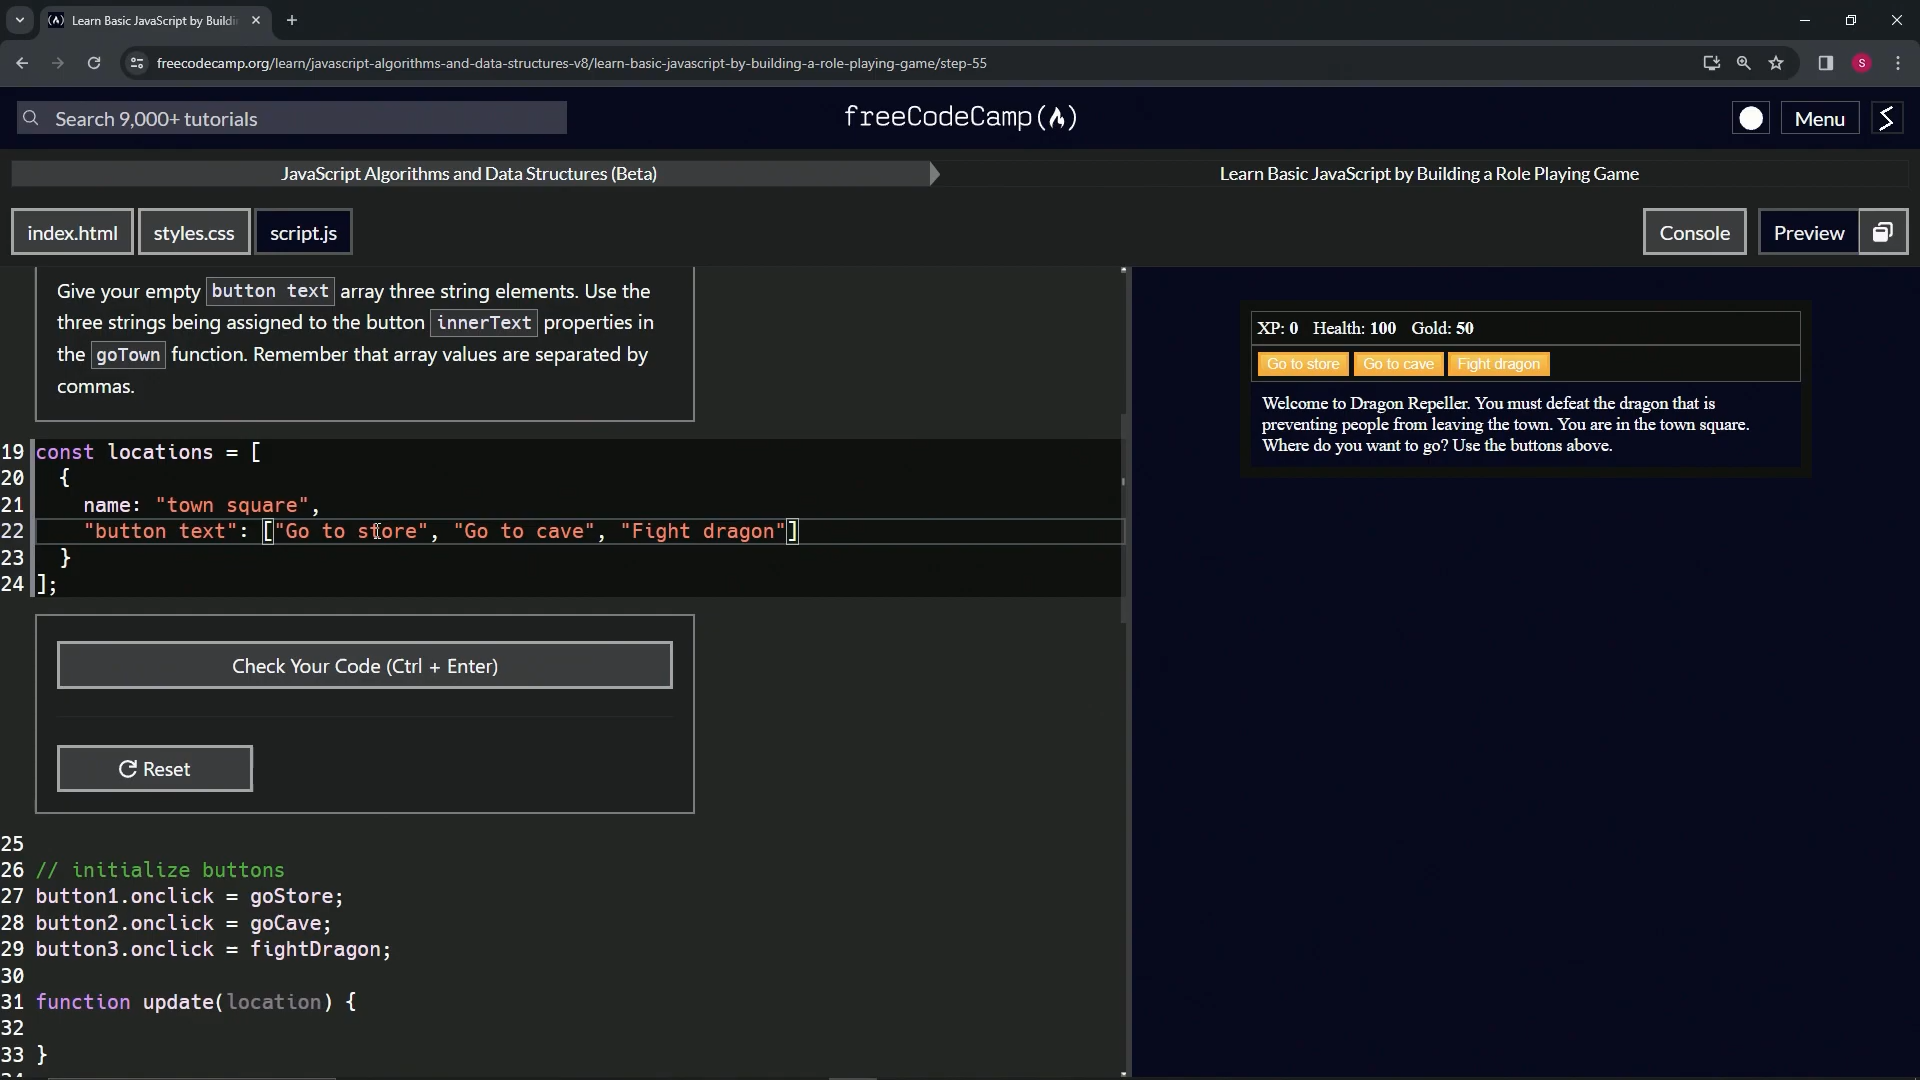 Learn Basic JavaScript by Buildi
freecodecamp.org/learn/javascript-algorithms-and-data-structures-v8/learn-basic-javascript-by-building-a-role-playing-game/step-55
S
Search 9,000+ tutorials
freeCodeCamp(🔥)
Menu
JavaScript Algorithms and Data Structures (Beta)
Learn Basic JavaScript by Building a Role Playing Game
index.html
styles.css
script.js
Console
Preview
Give your empty button text array three string elements. Use the
three strings being assigned to the button innerText properties in
the goTown function. Remember that array values are separated by
commas.
19 const locations = [
20   {
21     name: "town square",
22     "button text": ["Go to store", "Go to cave", "Fight dragon"]
23   }
24 ];
Check Your Code (Ctrl + Enter)
Reset
25
26 // initialize buttons
27 button1.onclick = goStore;
28 button2.onclick = goCave;
29 button3.onclick = fightDragon;
30
31 function update(location) {
32
33 }
XP: 0 Health: 100 Gold: 50
Go to store
Go to cave
Fight dragon
Welcome to Dragon Repeller. You must defeat the dragon that is
preventing people from leaving the town. You are in the town square.
Where do you want to go? Use the buttons above.